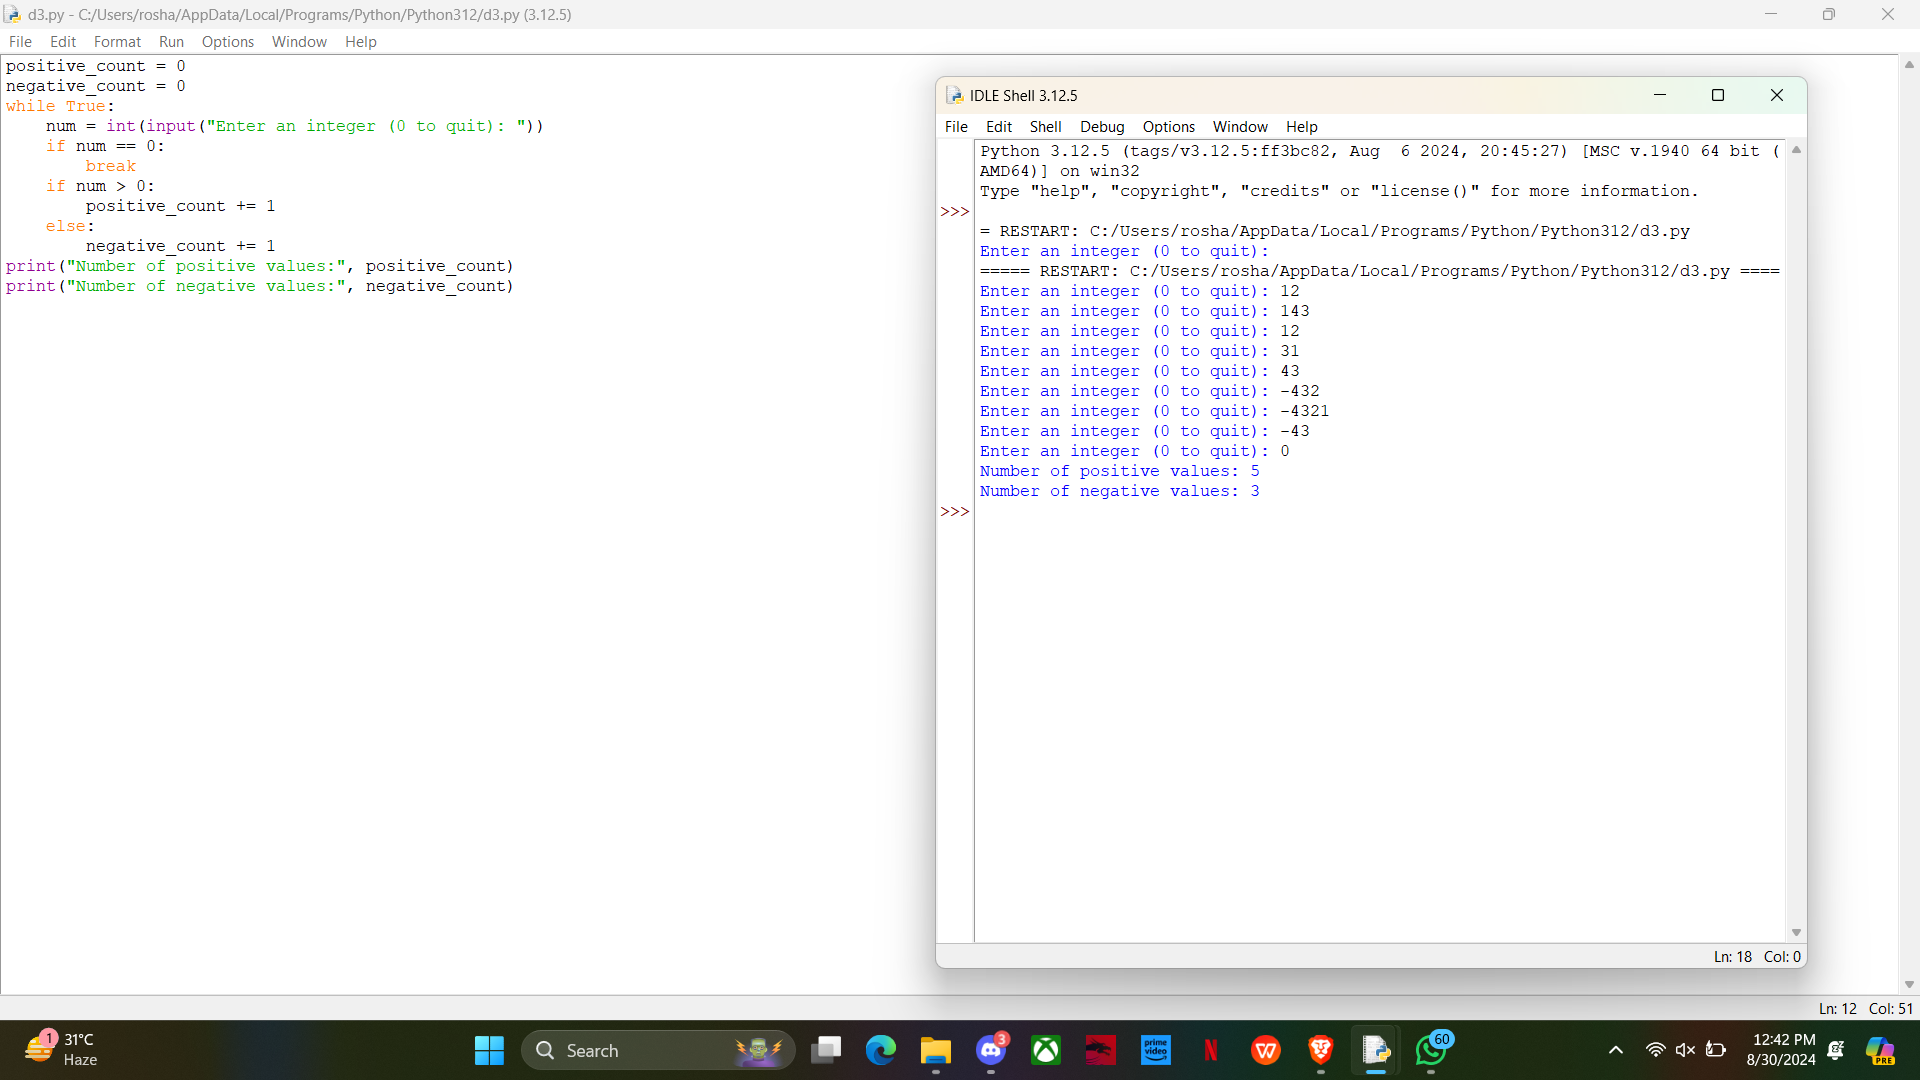 d3.py - C:/Users/rosha/AppData/Local/Programs/Python/Python312/d3.py (3.12.5)
File Edit Format Run Options Window Help
positive_count = 0
negative_count = 0
while True:
    num = int(input("Enter an integer (0 to quit): "))
    if num == 0:
        break
    if num > 0:
        positive_count += 1
    else:
        negative_count += 1
print("Number of positive values:", positive_count)
print("Number of negative values:", negative_count)
IDLE Shell 3.12.5
File Edit Shell Debug Options Window Help
Python 3.12.5 (tags/v3.12.5:ff3bc82, Aug  6 2024, 20:45:27) [MSC v.1940 64 bit (
AMD64)] on win32
Type "help", "copyright", "credits" or "license()" for more information.
>>>
= RESTART: C:/Users/rosha/AppData/Local/Programs/Python/Python312/d3.py
Enter an integer (0 to quit):
===== RESTART: C:/Users/rosha/AppData/Local/Programs/Python/Python312/d3.py ====
Enter an integer (0 to quit): 12
Enter an integer (0 to quit): 143
Enter an integer (0 to quit): 12
Enter an integer (0 to quit): 31
Enter an integer (0 to quit): 43
Enter an integer (0 to quit): -432
Enter an integer (0 to quit): -4321
Enter an integer (0 to quit): -43
Enter an integer (0 to quit): 0
Number of positive values: 5
Number of negative values: 3
>>>
Ln: 18 Col: 0
Ln: 12 Col: 51
1
31°C
Haze
Search
3
prime video
N
W
60
12:42 PM
8/30/2024
PRE